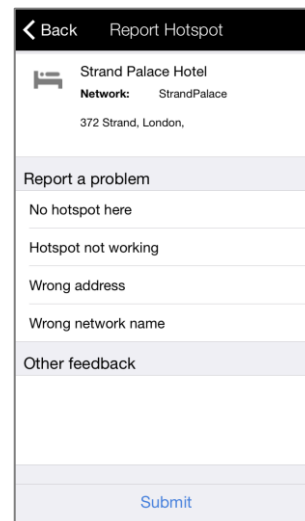 Back Report Hotspot
Strand Palace Hotel
Network: StrandPalace
372 Strand, London,
Report a problem
No hotspot here
Hotspot not working
Wrong address
Wrong network name
Other feedback
Submit